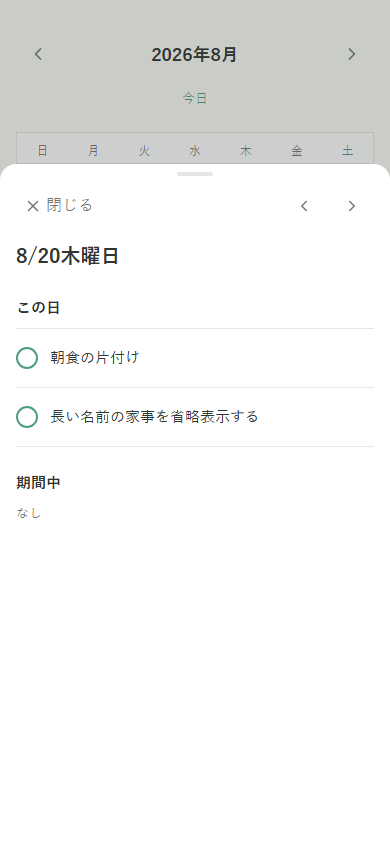 2026年8月
今日
日 月 火 水 木 金 土
閉じる
8/20木曜日
この日
朝食の片付け
長い名前の家事を省略表示する
期間中
なし